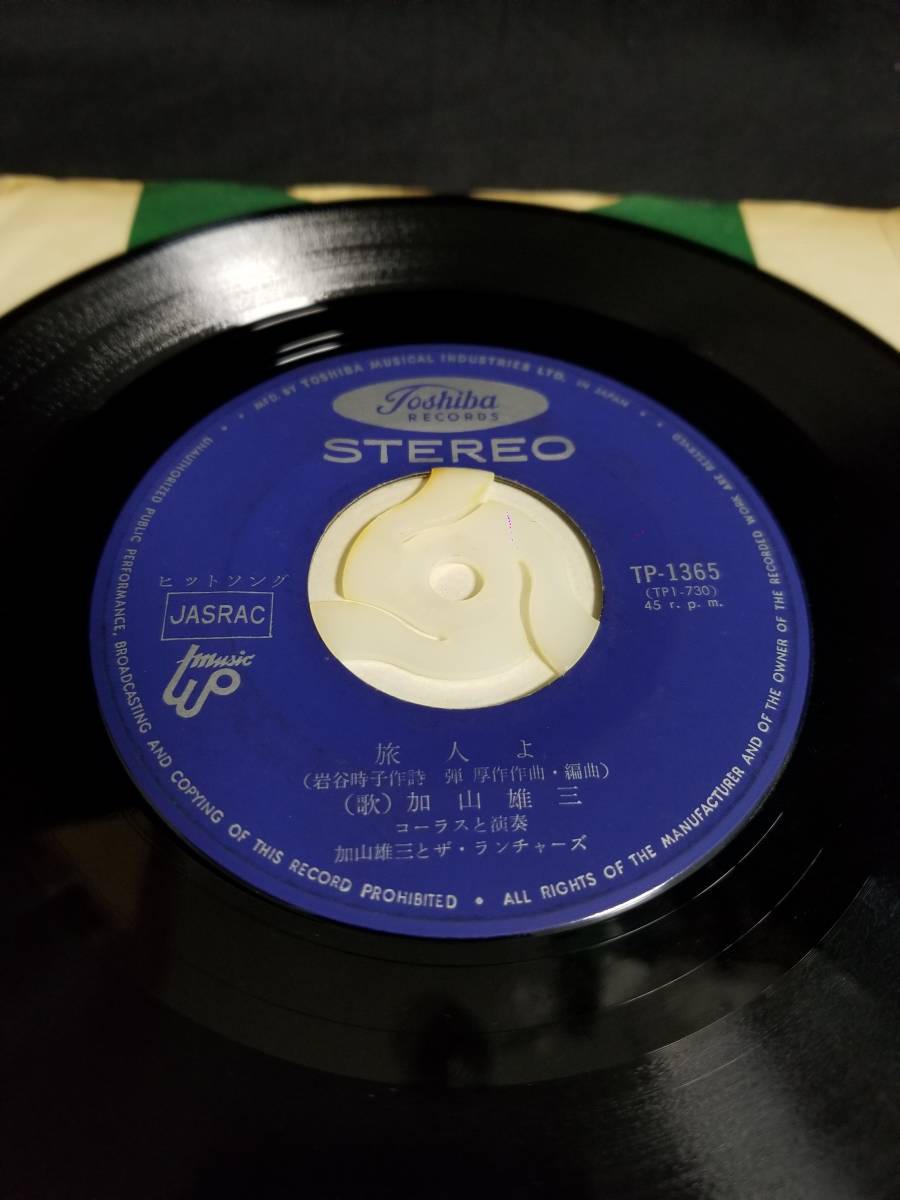 MFD. BY TOSHIBA MUSICAL INDUSTRIES LTD. IN JAPAN
Toshiba
RECORDS
STEREO
ヒットソング
JASRAC
music
TP-1365
(TP1-730)
45 r. p. m.
旅人よ
(岩谷時子作詩 弾 厚作作曲・編曲)
(歌) 加山雄三
コーラスと演奏
加山雄三とザ・ランチャーズ
UNAUTHORIZED PUBLIC PERFORMANCE, BROADCASTING AND COPYING OF THIS RECORD PROHIBITED • ALL RIGHTS OF THE MANUFACTURER AND OF THE OWNER OF THE RECORDED WORK ARE RESERVED